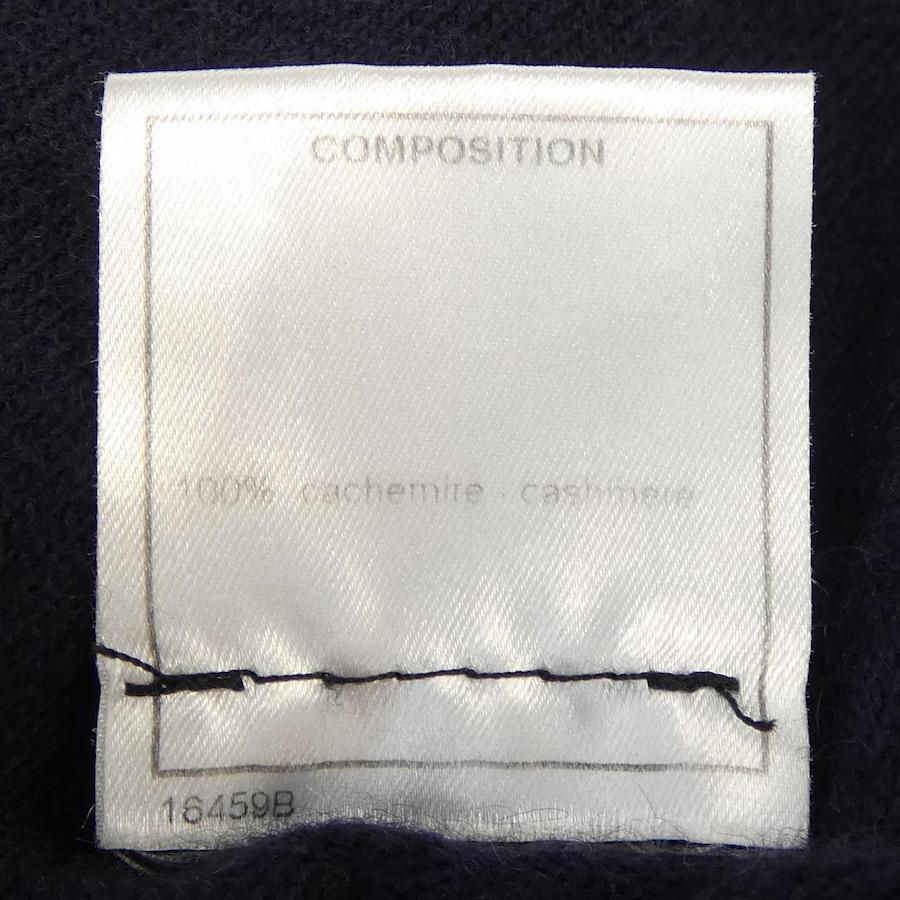 COMPOSITION
100% cachemire - cashmere
16459B